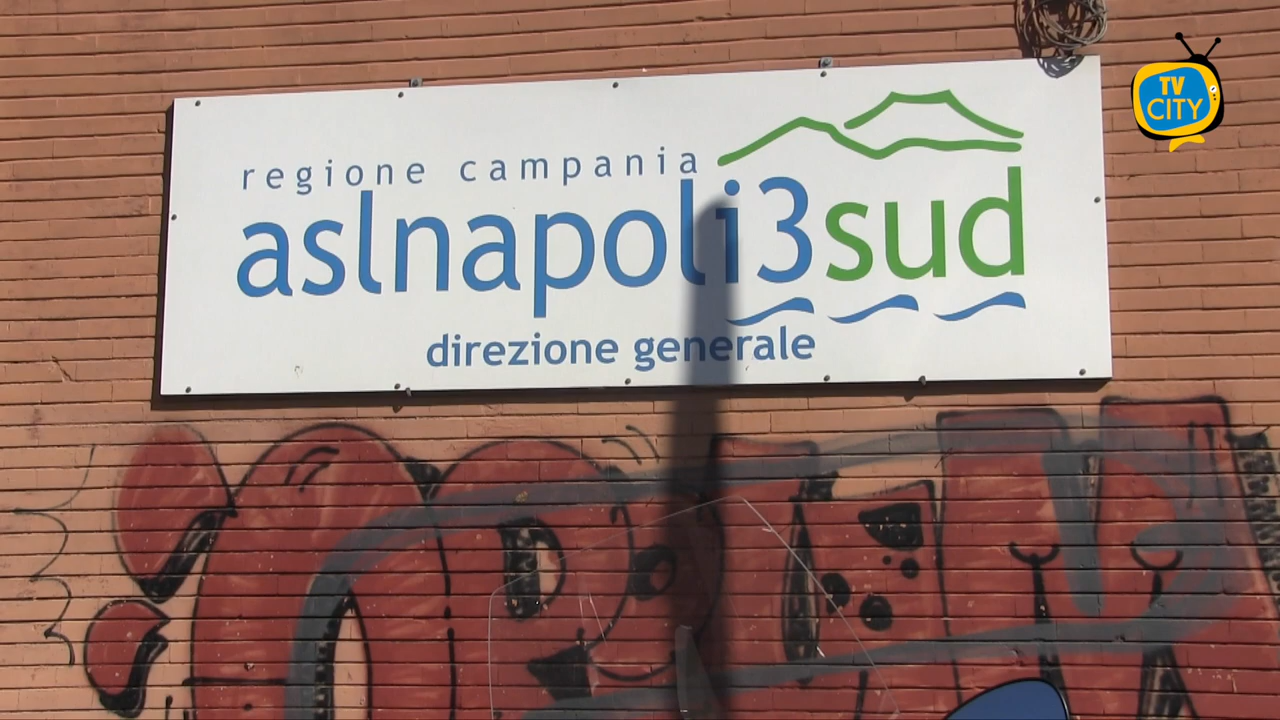 TV
CITY
regione campania
aslnapoli3sud
direzione generale